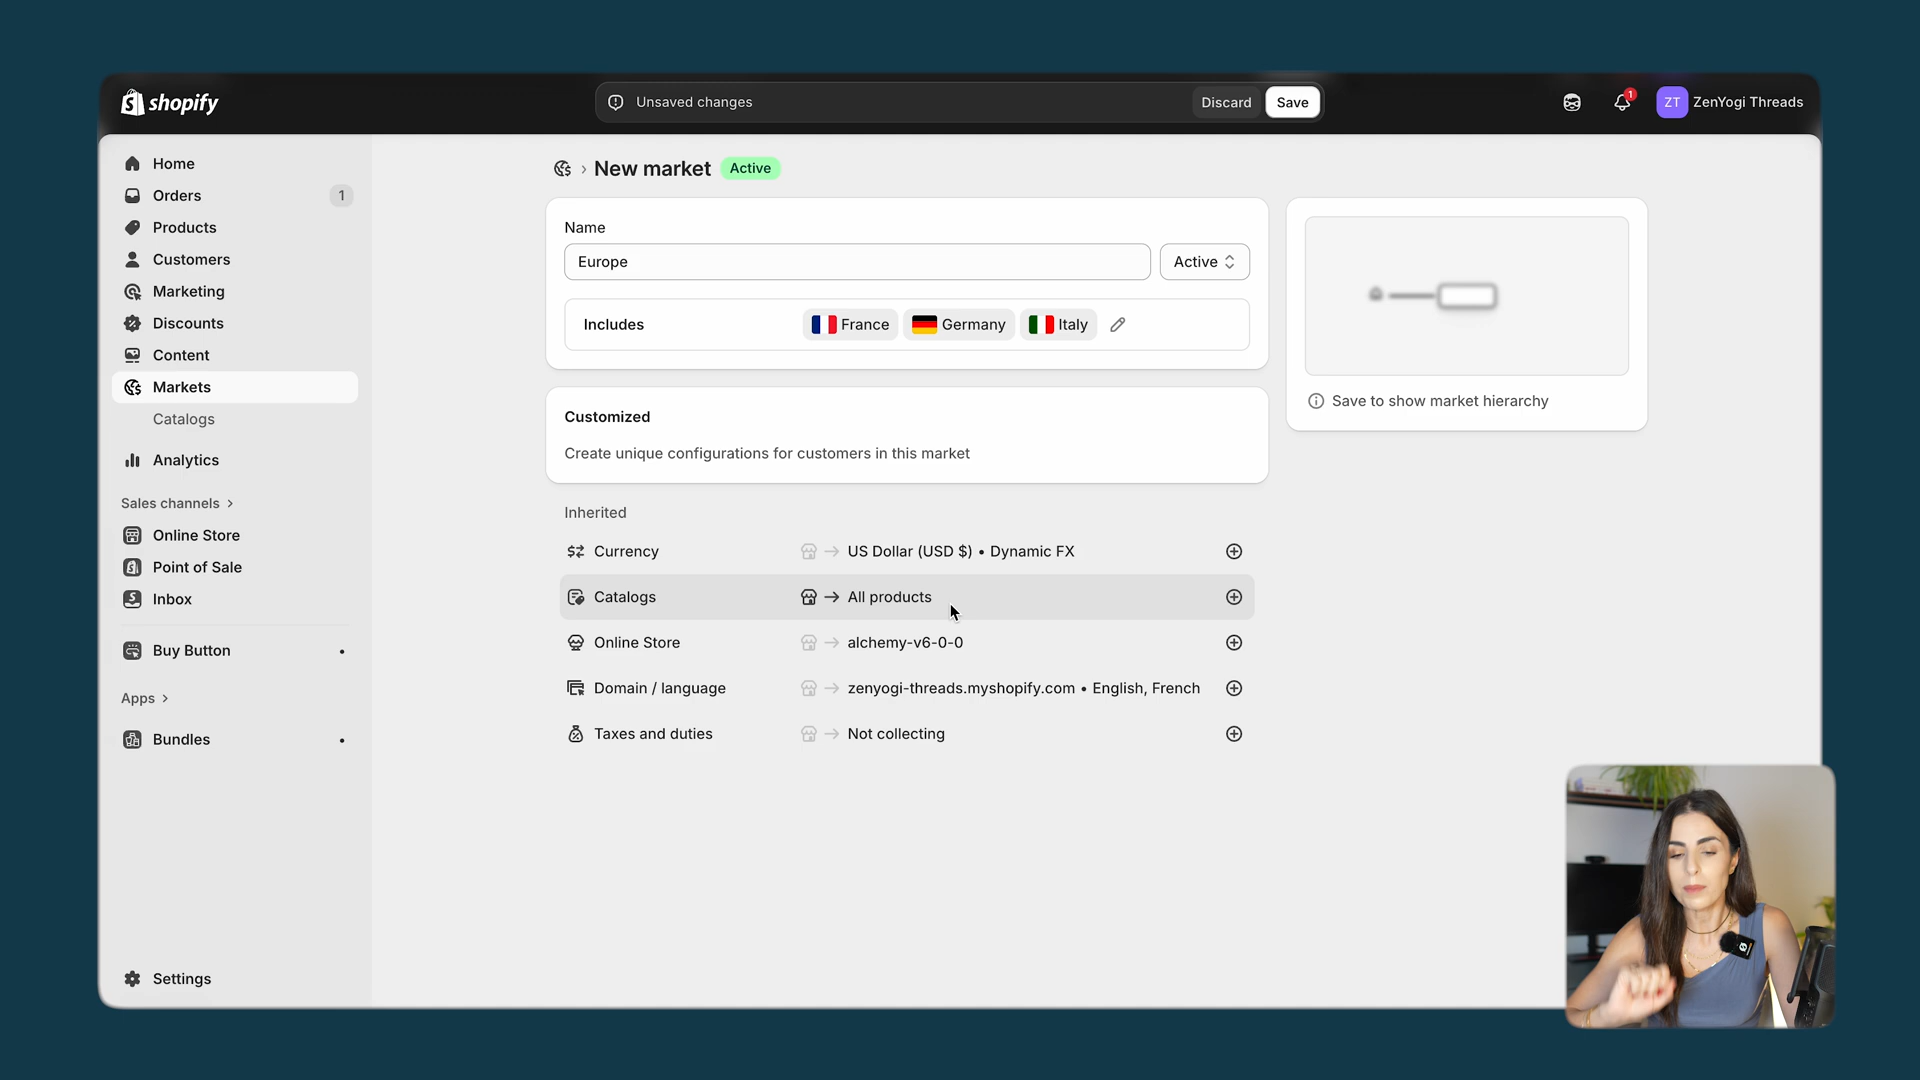 shopify
Unsaved changes
Discard
Save
1
ZT
ZenYogi Threads
Home
Orders
1
Products
Customers
Marketing
Discounts
Content
Markets
Catalogs
Analytics
Sales channels
Online Store
Point of Sale
Inbox
Buy Button
Apps
Bundles
Settings
New market
Active
Name
Europe
Active
Includes
France
Germany
Italy
Customized
Create unique configurations for customers in this market
Inherited
Currency
US Dollar (USD $) • Dynamic FX
Catalogs
All products
Online Store
alchemy-v6-0-0
Domain / language
zenyogi-threads.myshopify.com • English, French
Taxes and duties
Not collecting
Save to show market hierarchy